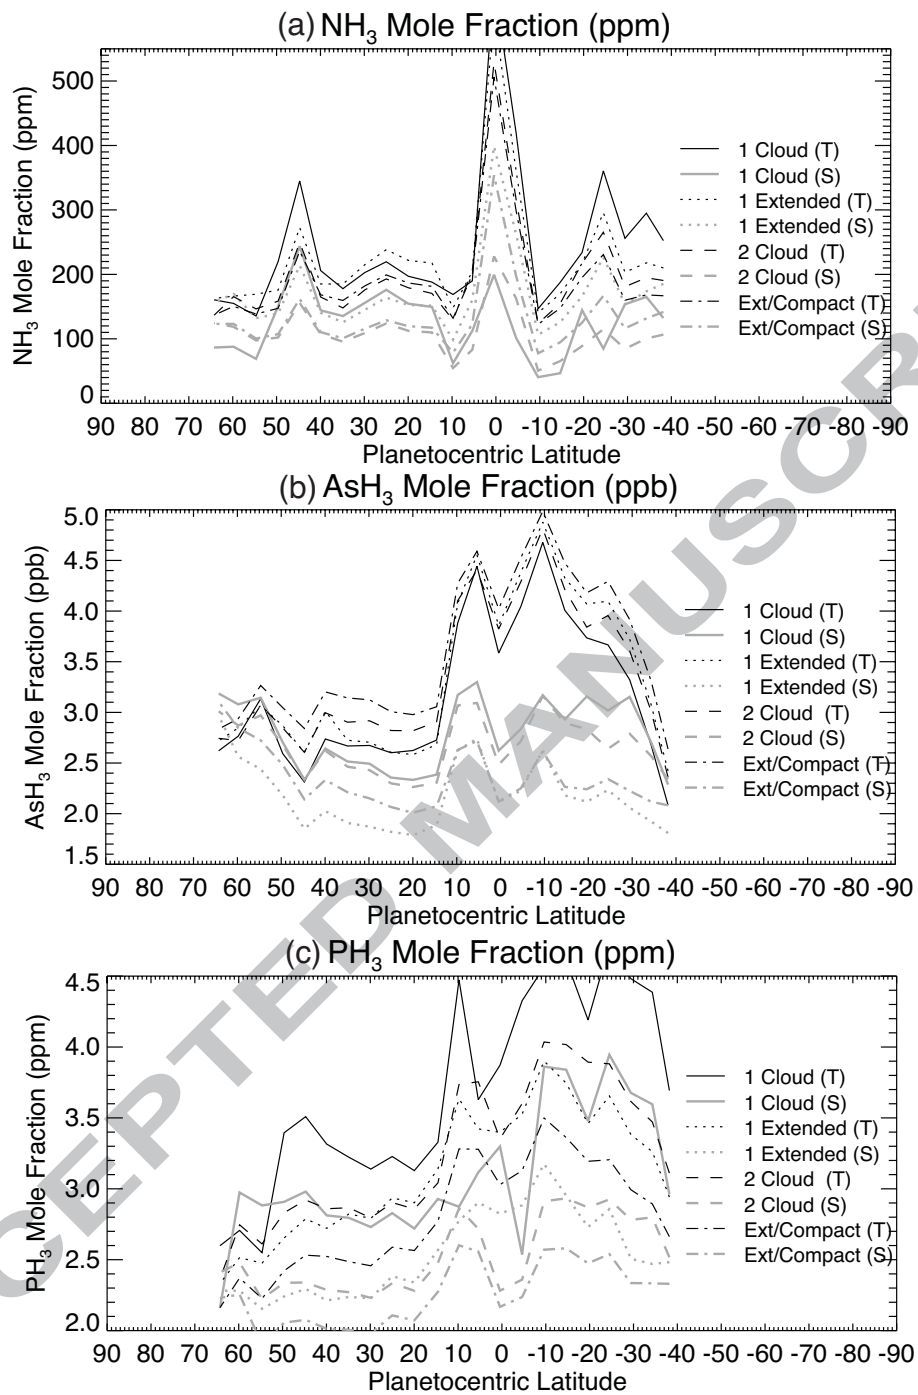 (a) NH3 Mole Fraction (ppm)
NH3 Mole Fraction (ppm)
500
400
300
200
100
0
1 Cloud (T)
1 Cloud (S)
1 Extended (T)
1 Extended (S)
2 Cloud (T)
2 Cloud (S)
Ext/Compact (T)
Ext/Compact (S)
90 80 70 60 50 40 30 20 10 0 -10 -20 -30 -40 -50 -60 -70 -80 -90
Planetocentric Latitude
(b) AsH3 Mole Fraction (ppb)
AsH3 Mole Fraction (ppb)
5.0
4.5
4.0
3.5
3.0
2.5
2.0
1.5
1 Cloud (T)
1 Cloud (S)
1 Extended (T)
1 Extended (S)
2 Cloud (T)
2 Cloud (S)
Ext/Compact (T)
Ext/Compact (S)
90 80 70 60 50 40 30 20 10 0 -10 -20 -30 -40 -50 -60 -70 -80 -90
Planetocentric Latitude
(c) PH3 Mole Fraction (ppm)
PH3 Mole Fraction (ppm)
4.5
4.0
3.5
3.0
2.5
2.0
1 Cloud (T)
1 Cloud (S)
1 Extended (T)
1 Extended (S)
2 Cloud (T)
2 Cloud (S)
Ext/Compact (T)
Ext/Compact (S)
90 80 70 60 50 40 30 20 10 0 -10 -20 -30 -40 -50 -60 -70 -80 -90
Planetocentric Latitude
CEPTED MANUSCR